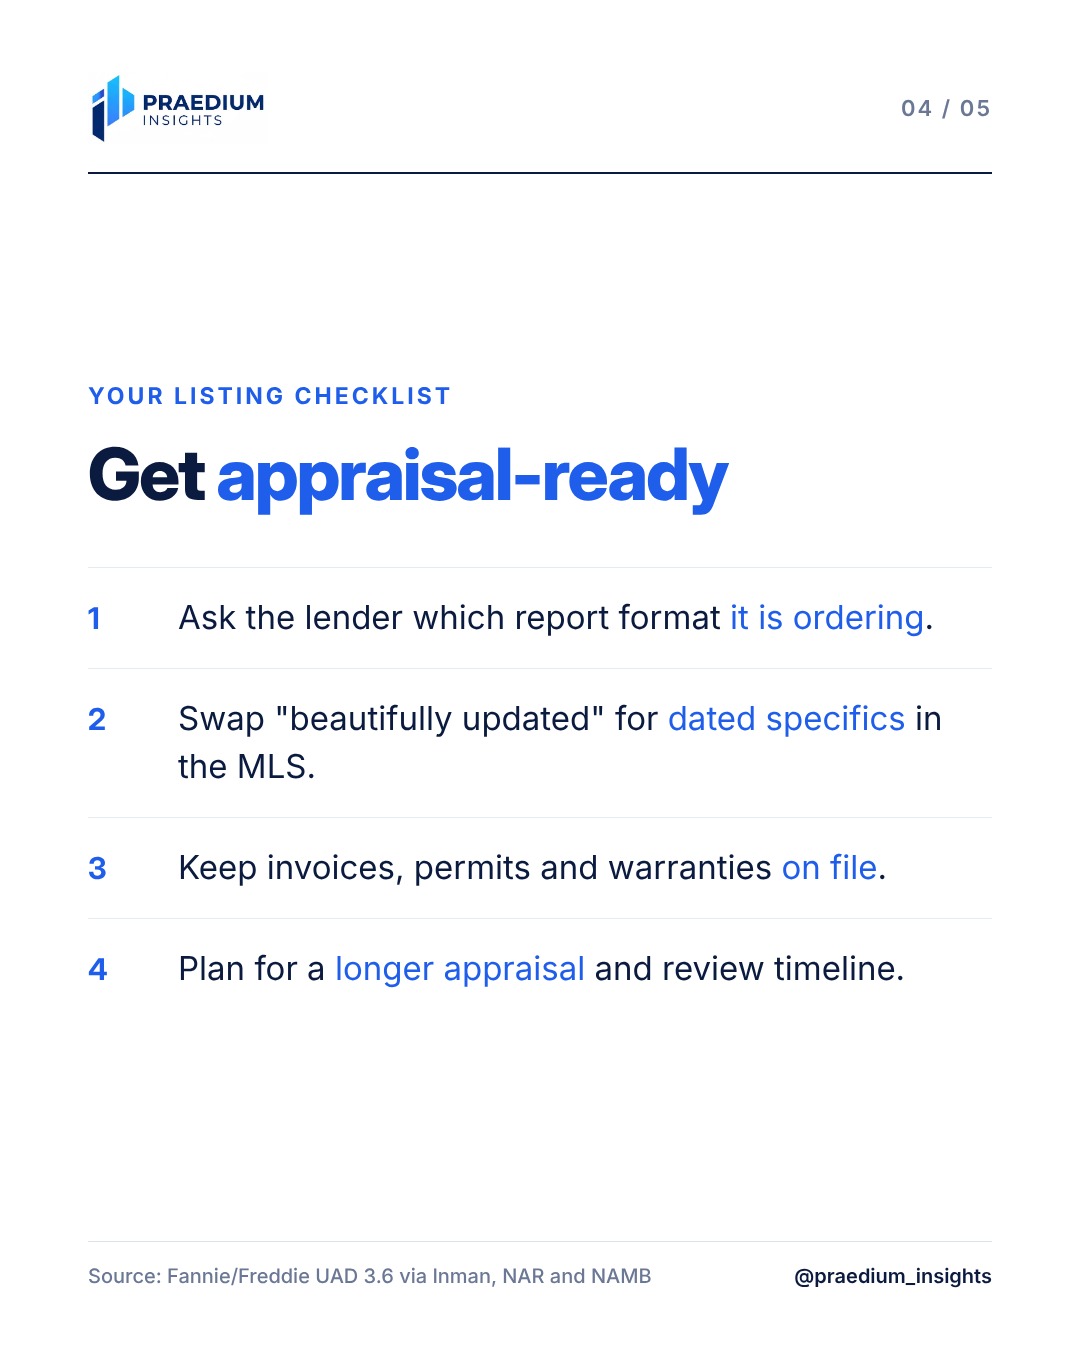 PRAEDIUM
INSIGHTS
04 / 05
YOUR LISTING CHECKLIST
Get appraisal-ready
1 Ask the lender which report format it is ordering.
2 Swap "beautifully updated" for dated specifics in
the MLS.
3 Keep invoices, permits and warranties on file.
4 Plan for a longer appraisal and review timeline.
Source: Fannie/Freddie UAD 3.6 via Inman, NAR and NAMB
@praedium_insights